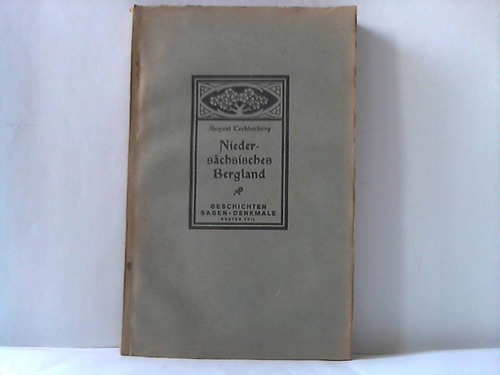 August Tecklenburg
Nieder-
sächsisches
Bergland
GESCHICHTEN
SAGEN·DENKMALE
ERSTER TEIL